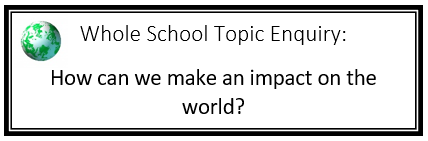 Whole School Topic Enquiry:
How can we make an impact on the
world?